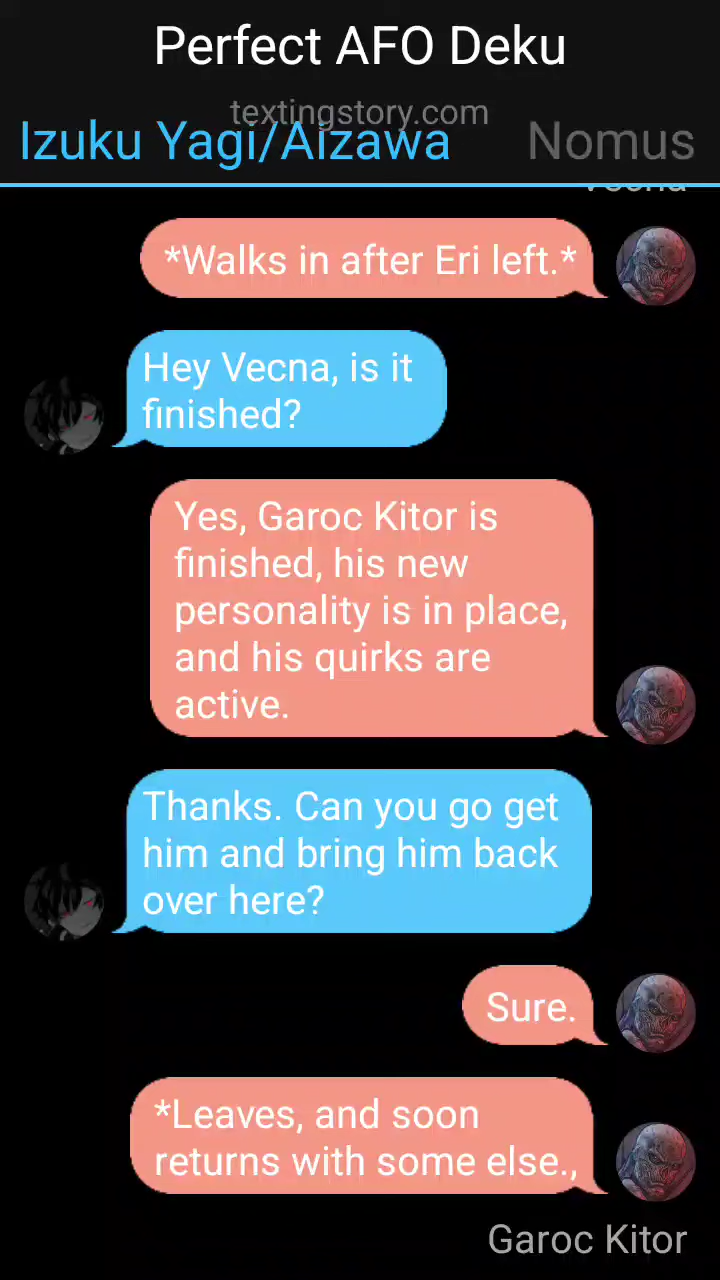 Perfect AFO Deku
textingstory.com
Izuku Yagi/Aizawa
Nomus
Vecna
*Walks in after Eri left.*
Hey Vecna, is it
finished?
Yes, Garoc Kitor is
finished, his new
personality is in place,
and his quirks are
active.
Thanks. Can you go get
him and bring him back
over here?
Sure.
*Leaves, and soon
returns with some else.,
Garoc Kitor